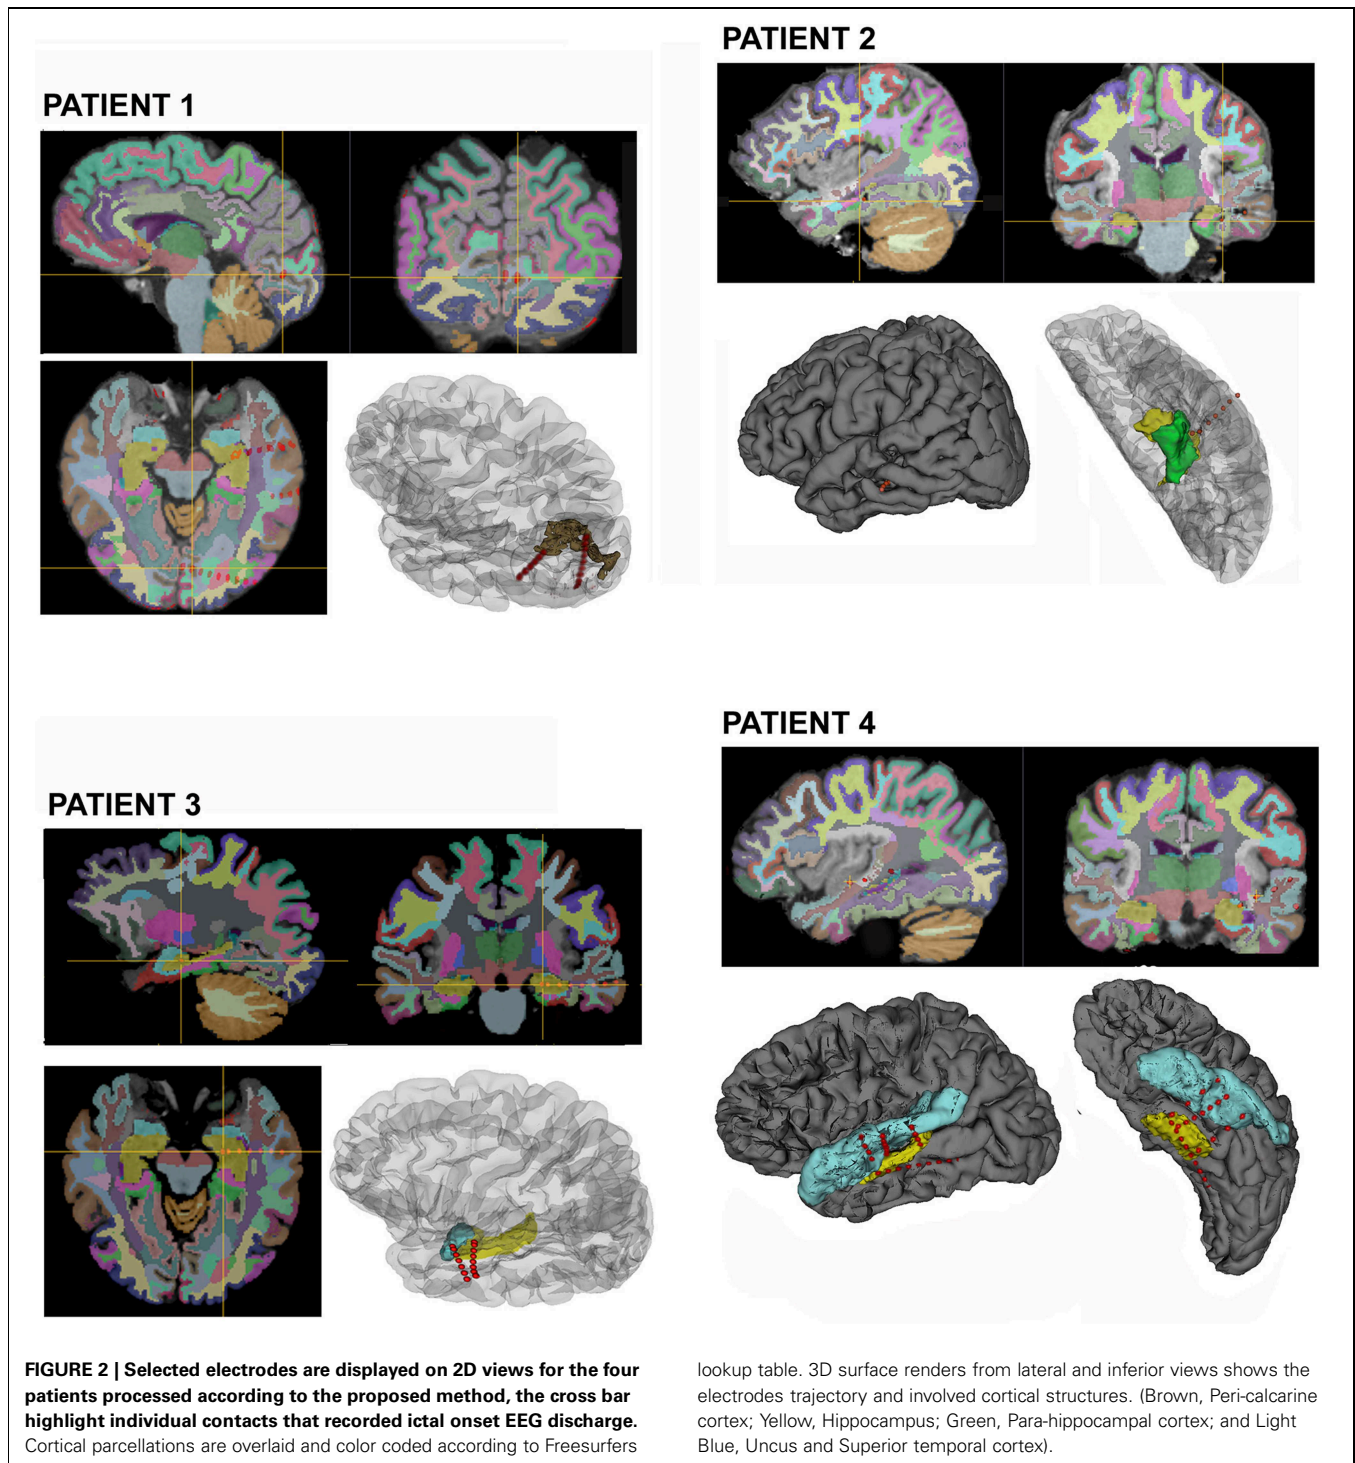 PATIENT 1
PATIENT 2
PATIENT 3
PATIENT 4
FIGURE 2 | Selected electrodes are displayed on 2D views for the four
patients processed according to the proposed method, the cross bar
highlight individual contacts that recorded ictal onset EEG discharge.
Cortical parcellations are overlaid and color coded according to Freesurfers
lookup table. 3D surface renders from lateral and inferior views shows the
electrodes trajectory and involved cortical structures. (Brown, Peri-calcarine
cortex; Yellow, Hippocampus; Green, Para-hippocampal cortex; and Light
Blue, Uncus and Superior temporal cortex).